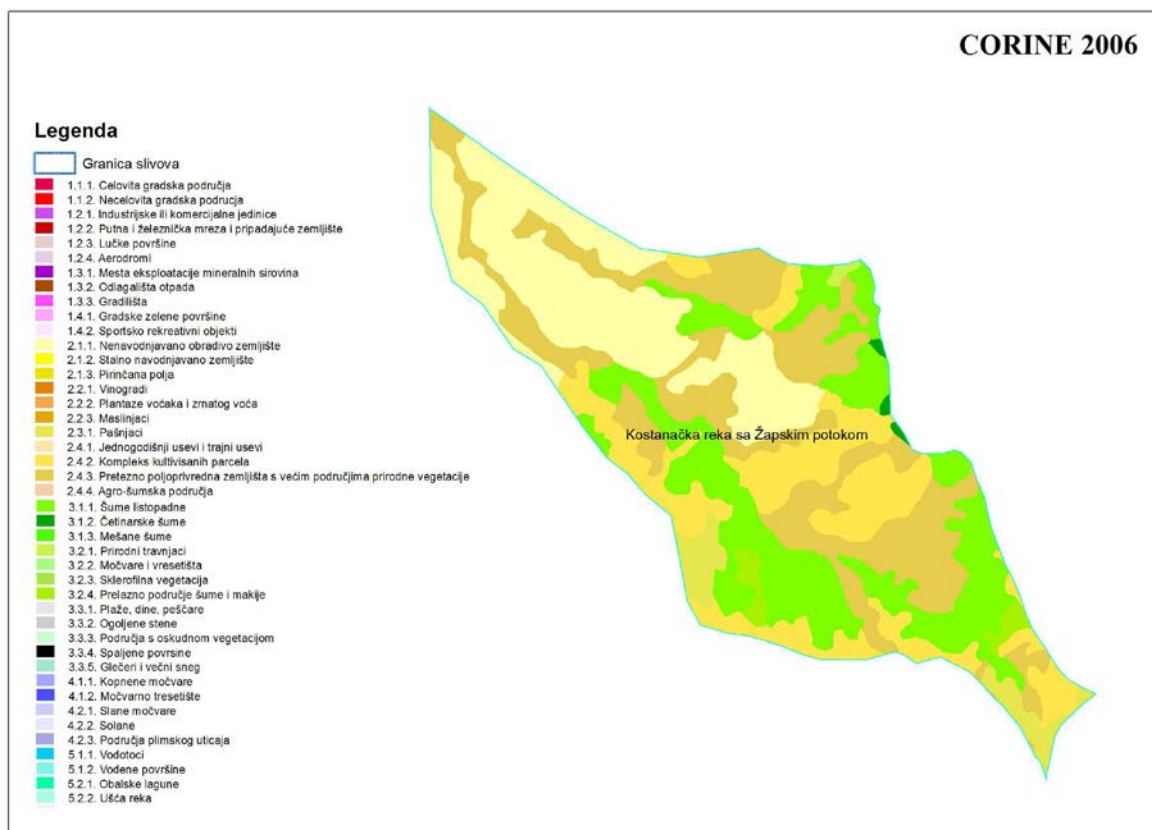 CORINE 2006
Legenda
Granica slivova
1.1.1. Celovita gradska područja
1.1.2. Necelovita gradska područja
1.2.1. Industrijske ili komercijalne jedinice
1.2.2. Putna i železnička mreza i pripadajuće zemljište
1.2.3. Lučke površine
1.2.4. Aerodromi
1.3.1. Mesta eksploatacije mineralnih sirovina
1.3.2. Odlagališta otpada
1.3.3. Gradilišta
1.4.1. Gradske zelene površine
1.4.2. Sportsko rekreativni objekti
2.1.1. Nenavodnjavano obradivo zemljište
2.1.2. Stalno navodnjavano zemljište
2.1.3. Pirinčana polja
2.2.1. Vinogradi
2.2.2. Plantaze voćaka i zrnatog voća
2.2.3. Maslinjaci
2.3.1. Pašnjaci
2.4.1. Jednogodišnji usevi i trajni usevi
2.4.2. Kompleks kultivisanih parcela
2.4.3. Pretezno poljoprivredna zemljišta s većim područjima prirodne vegetacije
2.4.4. Agro-šumska područja
3.1.1. Šume listopadne
3.1.2. Četinarske šume
3.1.3. Mešane šume
3.2.1. Prirodni travnjaci
3.2.2. Močvare i vresetišta
3.2.3. Sklerofilna vegetacija
3.2.4. Prelazno područje šume i makije
3.3.1. Plaže, dine, peščare
3.3.2. Ogoljene stene
3.3.3. Područja s oskudnom vegetacijom
3.3.4. Spaljene povrsine
3.3.5. Glečeri i večni sneg
4.1.1. Kopnene močvare
4.1.2. Močvarno tresetište
4.2.1. Slane močvare
4.2.2. Solane
4.2.3. Područja plimskog uticaja
5.1.1. Vodotoci
5.1.2. Vodene površine
5.2.1. Obalske lagune
5.2.2. Ušća reka
Kostanačka reka sa Žapskim potokom